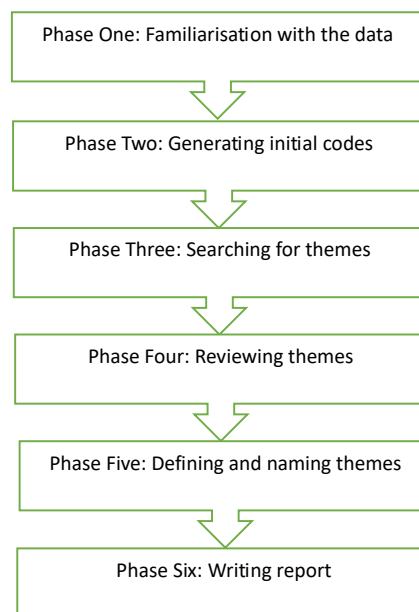 Phase One: Familiarisation with the data
Phase Two: Generating initial codes
Phase Three: Searching for themes
Phase Four: Reviewing themes
Phase Five: Defining and naming themes
Phase Six: Writing report